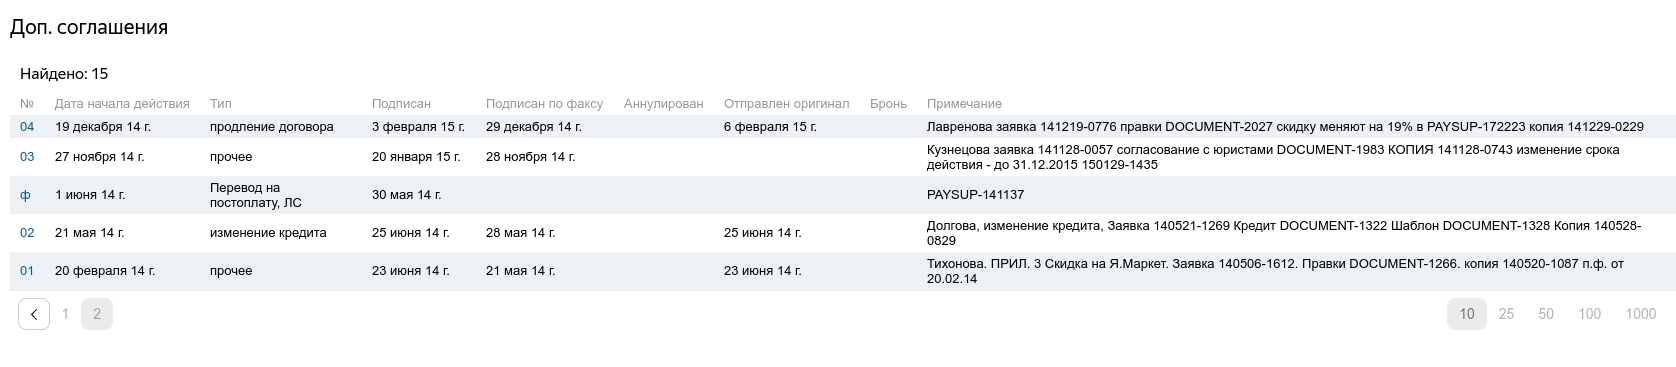 Доп. соглашения
Найдено: 15
№ Дата начала действия Тип Подписан Подписан по факсу Аннулирован Отправлен оригинал Бронь Примечание
04 19 декабря 14 г. продление договора 3 февраля 15 г. 29 декабря 14 г. 6 февраля 15 г. Лавренова заявка 141219-0776 правки DOCUMENT-2027 скидку меняют на 19% в PAYSUP-172223 копия 141229-0229
03 27 ноября 14 г. прочее 20 января 15 г. 28 ноября 14 г. Кузнецова заявка 141128-0057 согласование с юристами DOCUMENT-1983 КОПИЯ 141128-0743 изменение срока
действия - до 31.12.2015 150129-1435
ф 1 июня 14 г. Перевод на
постоплату, ЛС 30 мая 14 г. PAYSUP-141137
02 21 мая 14 г. изменение кредита 25 июня 14 г. 28 мая 14 г. 25 июня 14 г. Долгова, изменение кредита, Заявка 140521-1269 Кредит DOCUMENT-1322 Шаблон DOCUMENT-1328 Копия 140528-
0829
01 20 февраля 14 г. прочее 23 июня 14 г. 21 мая 14 г. 23 июня 14 г. Тихонова. ПРИЛ. 3 Скидка на Я.Маркет. Заявка 140506-1612. Правки DOCUMENT-1266. копия 140520-1087 п.ф. от
20.02.14
1 2 10 25 50 100 1000